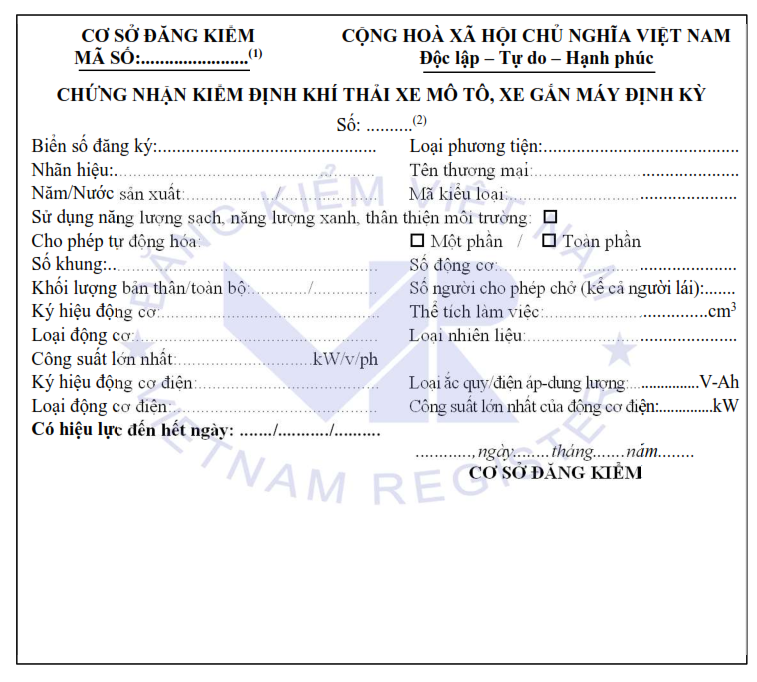 CƠ SỞ ĐĂNG KIỂM
MÃ SỐ:.......................(1)
CỘNG HOÀ XÃ HỘI CHỦ NGHĨA VIỆT NAM
Độc lập – Tự do – Hạnh phúc
CHỨNG NHẬN KIỂM ĐỊNH KHÍ THẢI XE MÔ TÔ, XE GẮN MÁY ĐỊNH KỲ
Số: ..........(2)
Biển số đăng ký:............................................... Loại phương tiện:..........................................
Nhãn hiệu:........................................................ Tên thương mại:..........................................
Năm/Nước sản xuất:..................../.................... Mã kiểu loại:..............................................
Sử dụng năng lượng sạch, năng lượng xanh, thân thiện môi trường: ☐
Cho phép tự động hóa: ☐ Một phần / ☐ Toàn phần
Số khung:......................................................... Số động cơ:.................................................
Khối lượng bản thân/toàn bộ:............/.............. Số người cho phép chở (kể cả người lái):.......
Ký hiệu động cơ:............................................... Thể tích làm việc:...................................cm3
Loại động cơ:.................................................... Loại nhiên liệu:............................................
Công suất lớn nhất:.............................kW/v/ph
Ký hiệu động cơ điện:....................................... Loại ắc quy/điện áp-dung lượng:...............V-Ah
Loại động cơ điện:............................................ Công suất lớn nhất của động cơ điện:............kW
Có hiệu lực đến hết ngày: ......./.........../..........
............, ngày........tháng.......năm........
CƠ SỞ ĐĂNG KIỂM
ĐĂNG KIỂM VIỆT NAM
VR
VIETNAM REGISTER